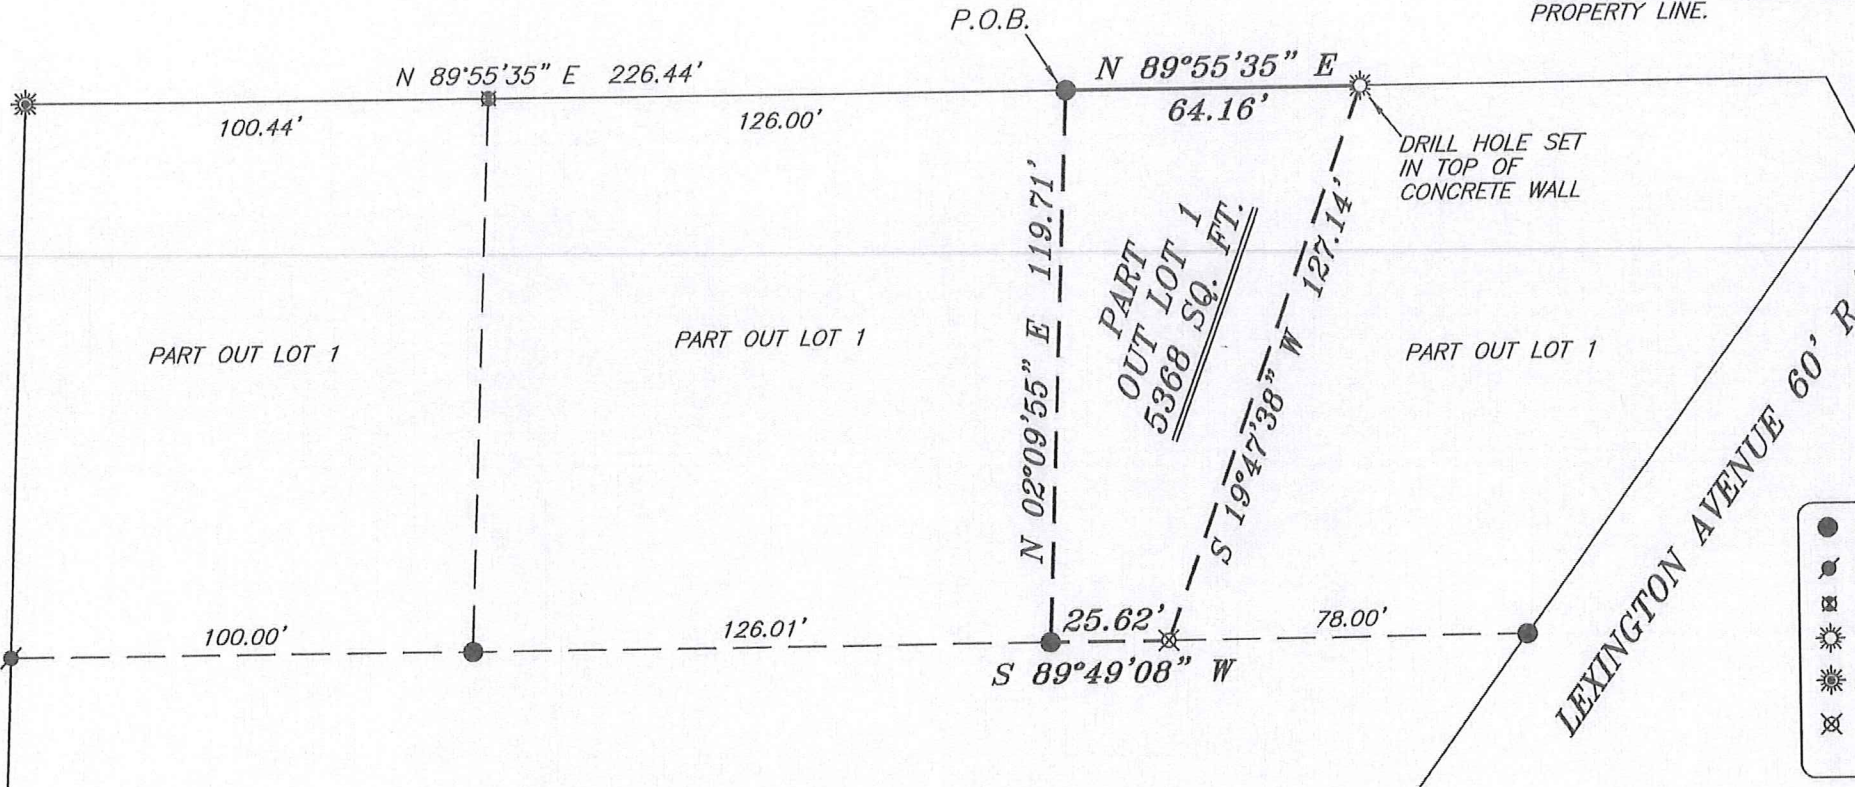 PROPERTY LINE.
P.O.B.
N 89°55'35" E 226.44'
N 89°55'35" E
100.44'
126.00'
64.16'
DRILL HOLE SET
IN TOP OF
CONCRETE WALL
N 02°09'55" E 119.71'
PART
OUT LOT 1
5368 SQ. FT.
S 19°47'38" W 127.14'
PART OUT LOT 1
PART OUT LOT 1
PART OUT LOT 1
LEXINGTON AVENUE 60' R
100.00'
126.01'
25.62'
78.00'
S 89°49'08" W